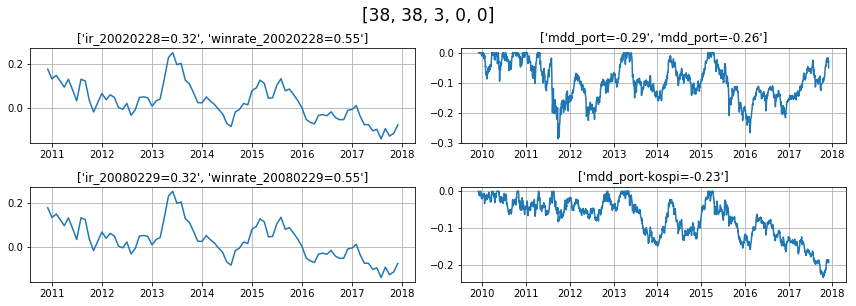 [38, 38, 3, 0, 0]
['ir_20020228=0.32', 'winrate_20020228=0.55']
0.2
0.0
2011 2012 2013 2014 2015 2016 2017 2018
['mdd_port=-0.29', 'mdd_port=-0.26']
0.0
−0.1
−0.2
−0.3
2010 2011 2012 2013 2014 2015 2016 2017 2018
['ir_20080229=0.32', 'winrate_20080229=0.55']
0.2
0.0
2011 2012 2013 2014 2015 2016 2017 2018
['mdd_port-kospi=-0.23']
0.0
−0.1
−0.2
2010 2011 2012 2013 2014 2015 2016 2017 2018